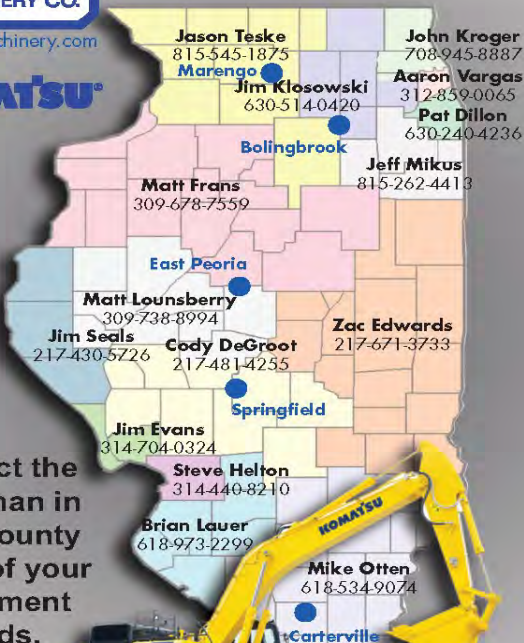 ERY CO.
chinery.com
ATSU®
Jason Teske
815-545-1875
Marengo
Jim Klosowski
630-514-0420
Bolingbrook
John Kroger
708-945-8887
Aaron Vargas
312-859-0065
Pat Dillon
630-240-4236
Jeff Mikus
815-262-4413
Matt Frans
309-678-7559
East Peoria
Matt Lounsberry
309-738-8994
Jim Seals
217-430-5726
Cody DeGroot
217-481-4255
Zac Edwards
217-671-3733
Springfield
Jim Evans
314-704-0324
Steve Helton
314-440-8210
Brian Lauer
618-973-2299
Mike Otten
618-534-9074
Carterville
ct the
man in
ounty
of your
ment
ds.
KOMATSU